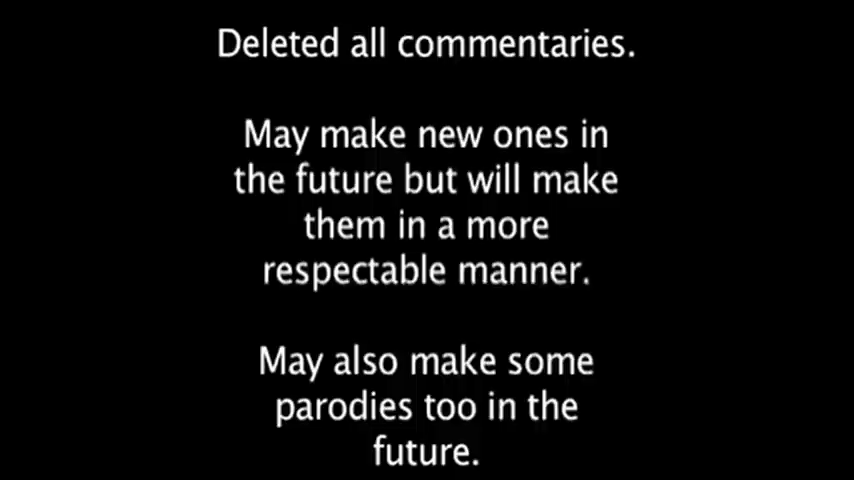 Deleted all commentaries.
May make new ones in
the future but will make
them in a more
respectable manner.
May also make some
parodies too in the
future.